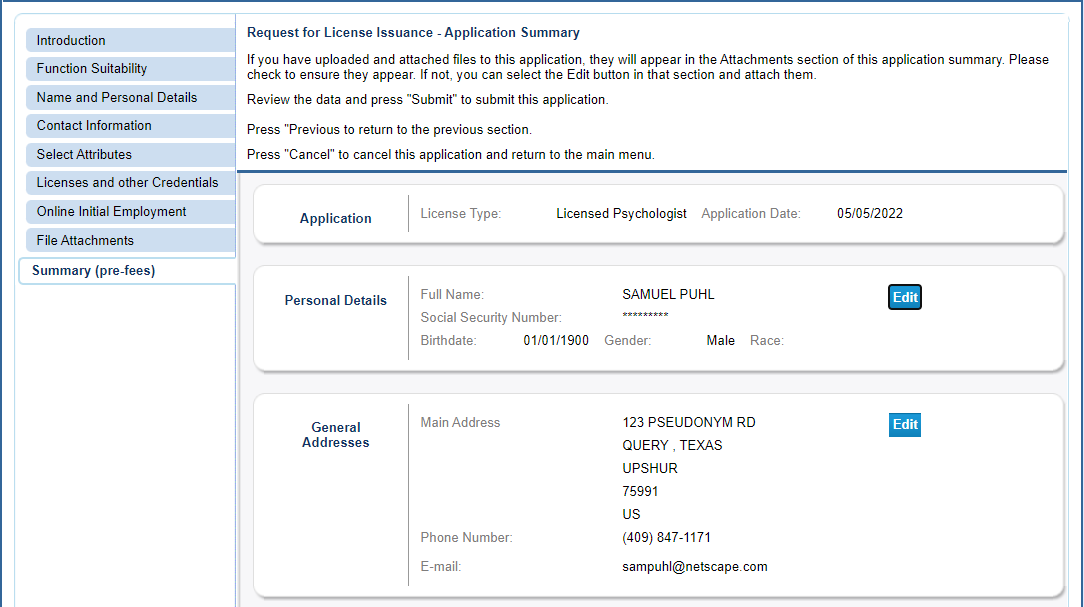 Introduction
Function Suitability
Name and Personal Details
Contact Information
Select Attributes
Licenses and other Credentials
Online Initial Employment
File Attachments
Summary (pre-fees)
Request for License Issuance - Application Summary
If you have uploaded and attached files to this application, they will appear in the Attachments section of this application summary. Please
check to ensure they appear. If not, you can select the Edit button in that section and attach them.
Review the data and press "Submit" to submit this application.
Press "Previous to return to the previous section.
Press "Cancel" to cancel this application and return to the main menu.
Application
License Type: Licensed Psychologist Application Date: 05/05/2022
Personal Details
Full Name: SAMUEL PUHL
Edit
Social Security Number: *********
Birthdate: 01/01/1900 Gender: Male Race:
General
Addresses
Main Address 123 PSEUDONYM RD
Edit
QUERY , TEXAS
UPSHUR
75991
US
Phone Number: (409) 847-1171
E-mail: sampuhl@netscape.com